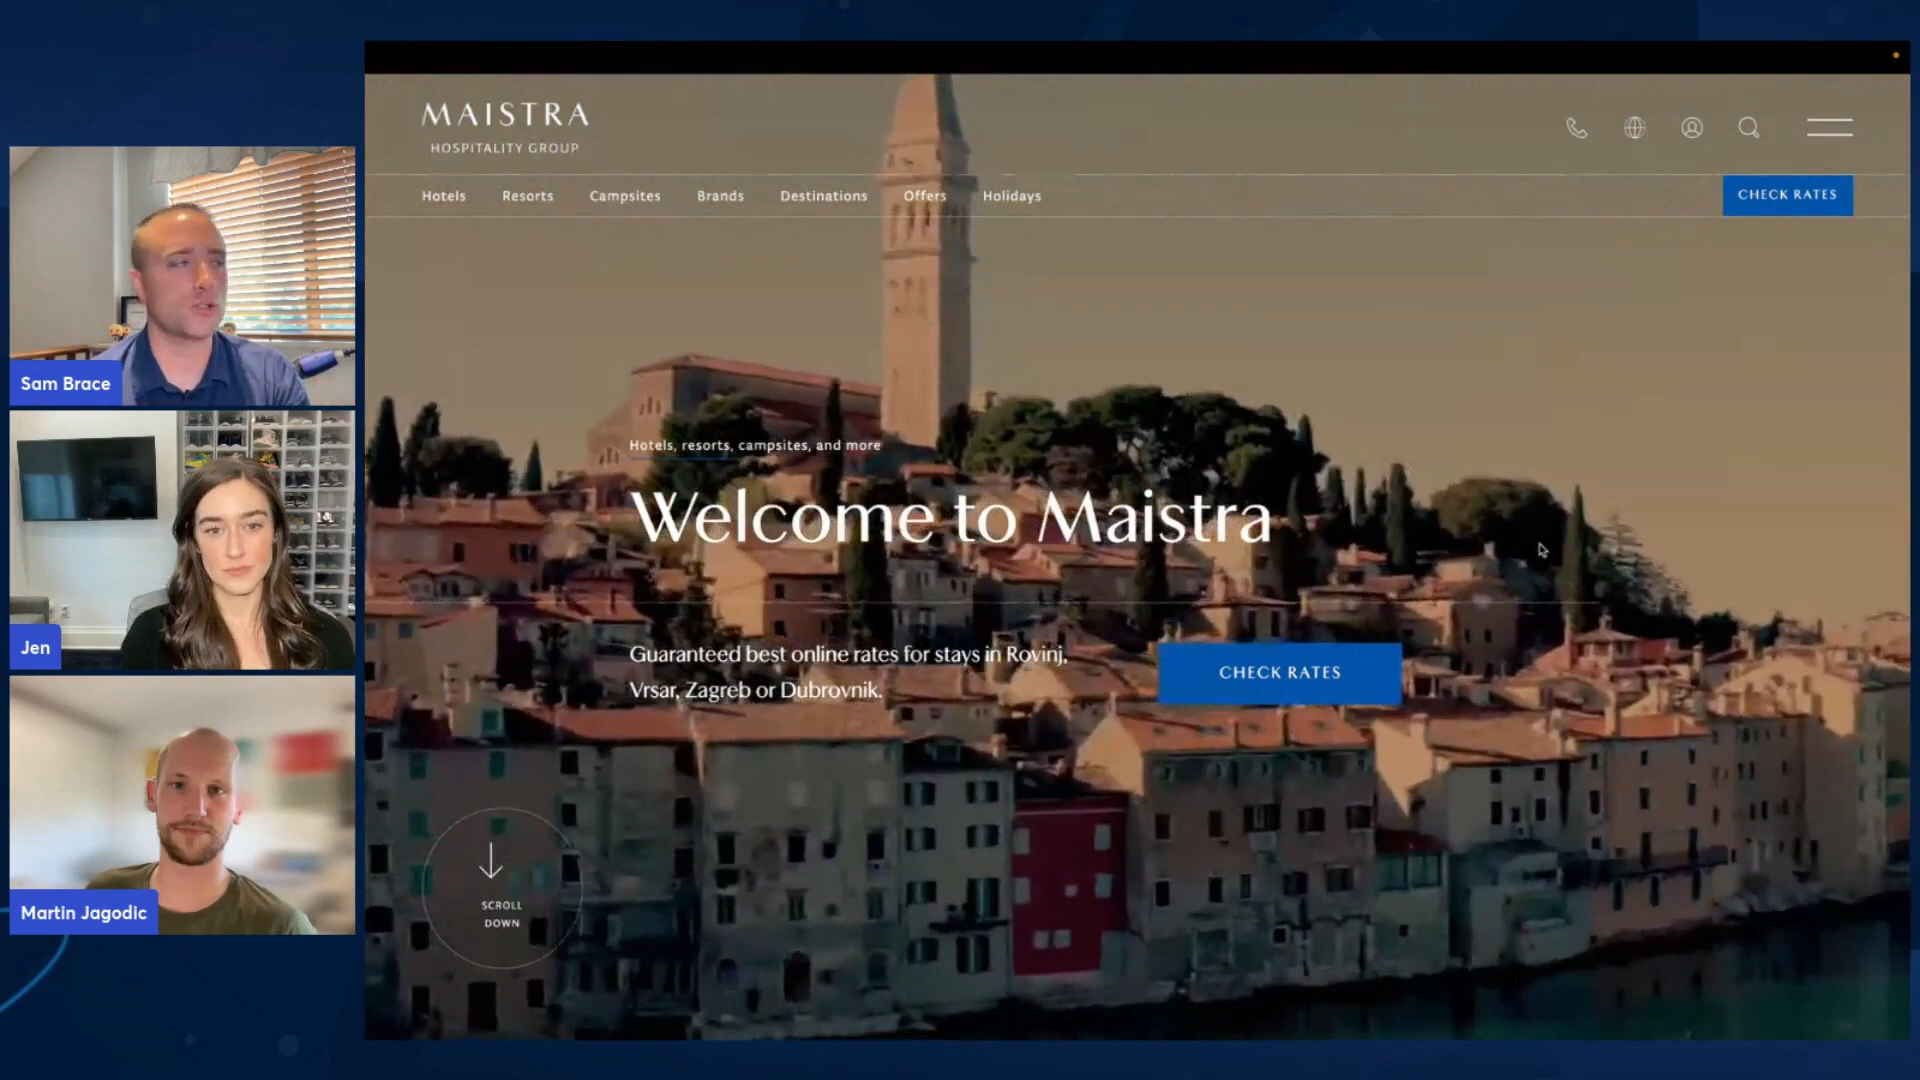 MAISTRA
HOSPITALITY GROUP
Hotels Resorts Campsites Brands Destinations Offers Holidays
CHECK RATES
Hotels, resorts, campsites, and more
Welcome to Maistra
Guaranteed best online rates for stays in Rovinj,
Vrsar, Zagreb or Dubrovnik.
CHECK RATES
SCROLL
DOWN
Sam Brace
Jen
Martin Jagodic